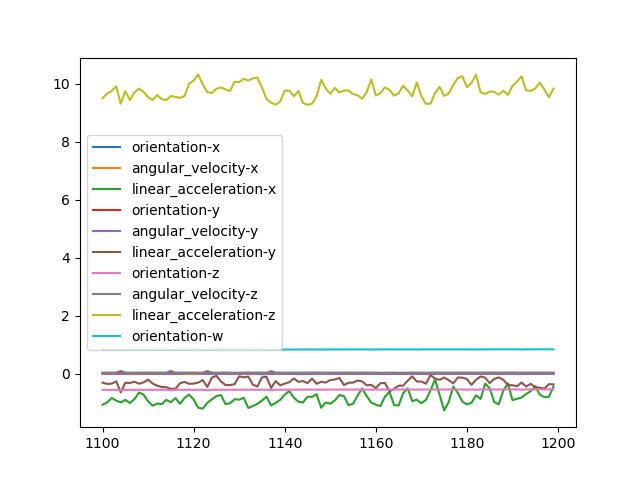 10
8
6
4
2
0
orientation-x
angular_velocity-x
linear_acceleration-x
orientation-y
angular_velocity-y
linear_acceleration-y
orientation-z
angular_velocity-z
linear_acceleration-z
orientation-w
1100 1120 1140 1160 1180 1200